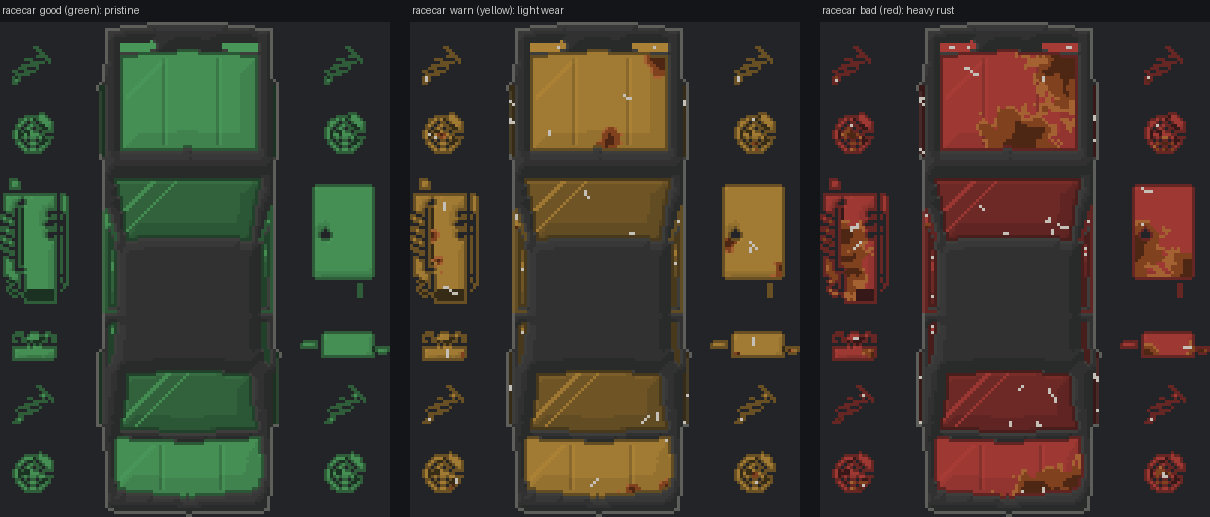 racecar good (green): pristine
racecar warn (yellow): light wear
racecar bad (red): heavy rust